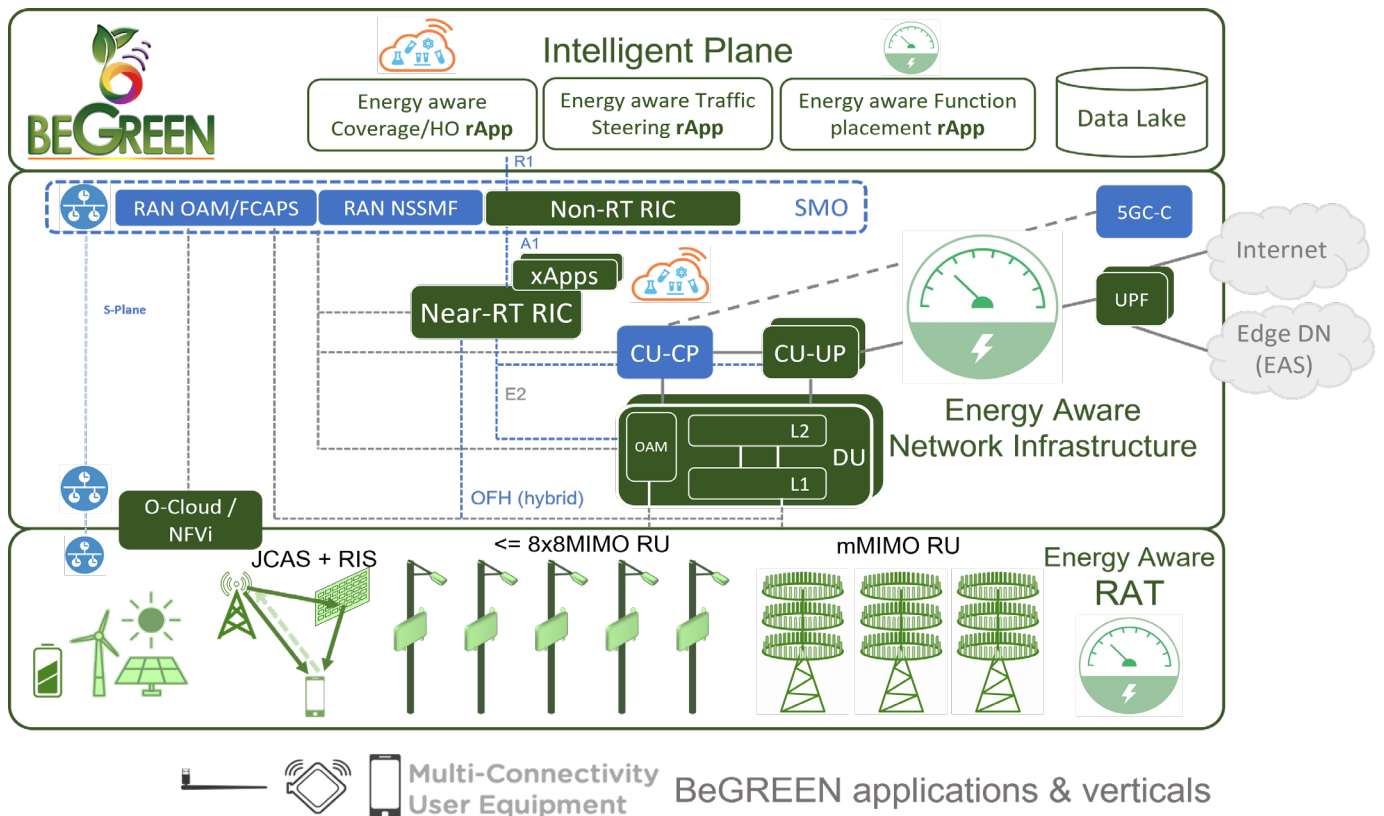 Intelligent Plane
BEGREEN
Energy aware
Coverage/HO rApp
Energy aware Traffic
Steering rApp
Energy aware Function
placement rApp
Data Lake
R1
RAN OAM/FCAPS
RAN NSSMF
Non-RT RIC
SMO
5GC-C
Internet
A1
xApps
S-Plane
Near-RT RIC
UPF
CU-CP
CU-UP
Edge DN
(EAS)
E2
Energy Aware
Network Infrastructure
OAM
L2
DU
L1
OFH (hybrid)
O-Cloud /
NFVi
JCAS + RIS
<= 8x8MIMO RU
mMIMO RU
Energy Aware
RAT
Multi-Connectivity
User Equipment
BeGREEN applications & verticals